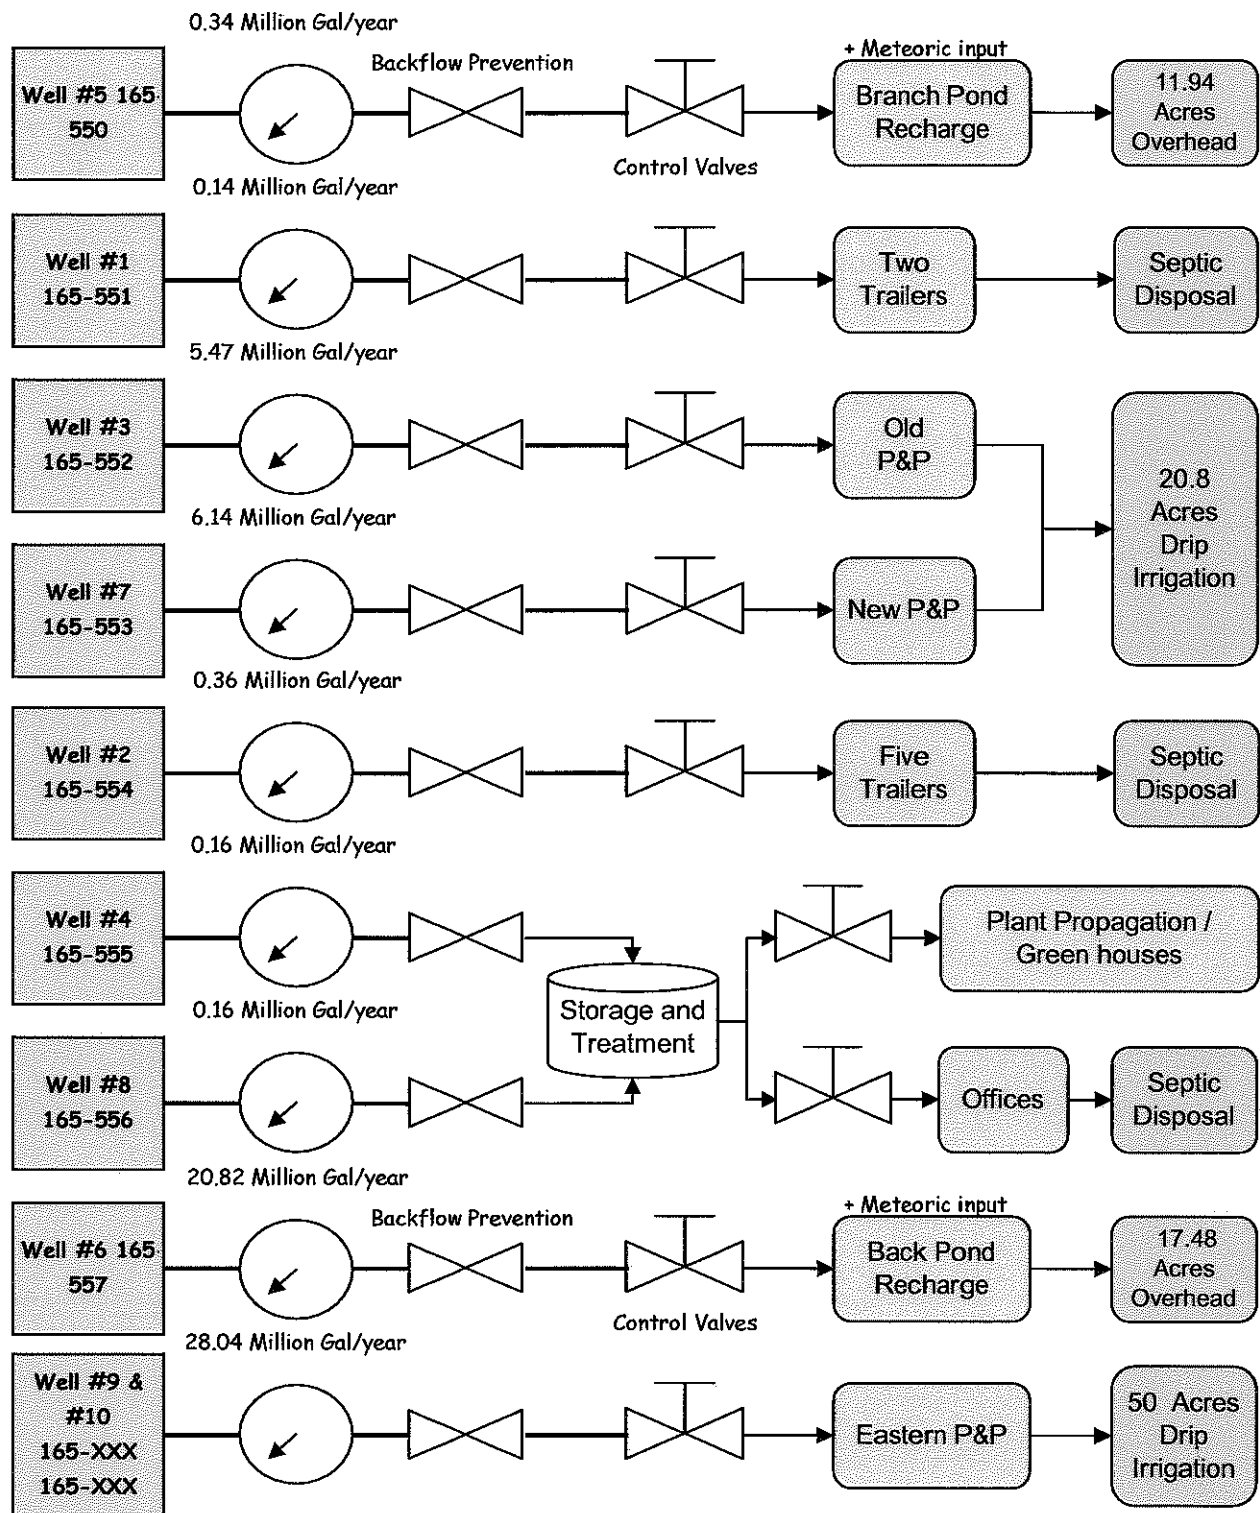 0.34 Million Gal/year
+ Meteoric input
Backflow Prevention
Well #5 165-
550
Branch Pond
Recharge
11.94
Acres
Overhead
Control Valves
0.14 Million Gal/year
Well #1
165-551
Two
Trailers
Septic
Disposal
5.47 Million Gal/year
Well #3
165-552
Old
P&P
20.8
Acres
Drip
Irrigation
6.14 Million Gal/year
Well #7
165-553
New P&P
0.36 Million Gal/year
Well #2
165-554
Five
Trailers
Septic
Disposal
0.16 Million Gal/year
Well #4
165-555
Plant Propagation /
Green houses
Storage and
Treatment
0.16 Million Gal/year
Well #8
165-556
Offices
Septic
Disposal
20.82 Million Gal/year
+ Meteoric input
Backflow Prevention
Well #6 165-
557
Back Pond
Recharge
17.48
Acres
Overhead
Control Valves
28.04 Million Gal/year
Well #9 &
#10
165-XXX
165-XXX
Eastern P&P
50 Acres
Drip
Irrigation